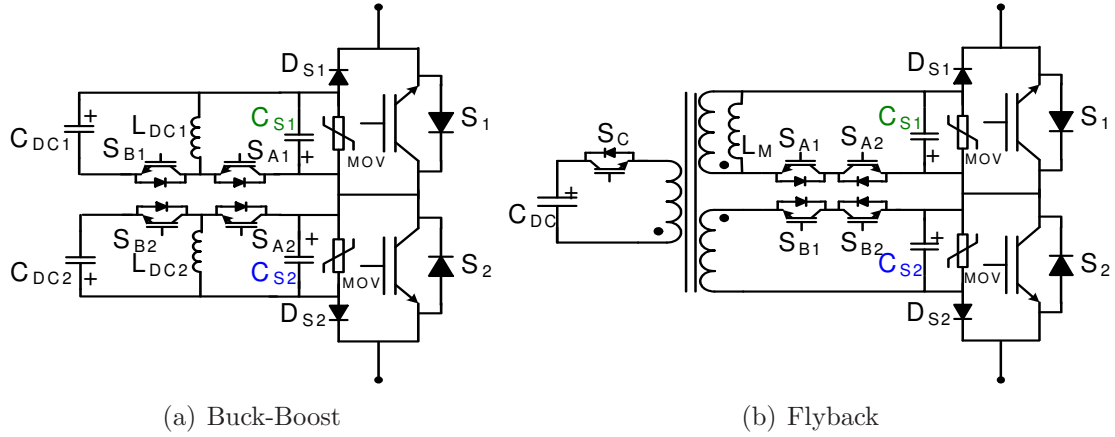 D S1
C DC1
+
S B1
L DC1
C S1
+
S A1
MOV
S 1
C DC2
+
S B2
L DC2
S A2
+
C S2
MOV
S 2
D S2
(a) Buck-Boost
D S1
S C
+
C DC
L M
S A1
S A2
C S1
+
MOV
S 1
S B1
S B2
+
C S2
MOV
S 2
D S2
(b) Flyback